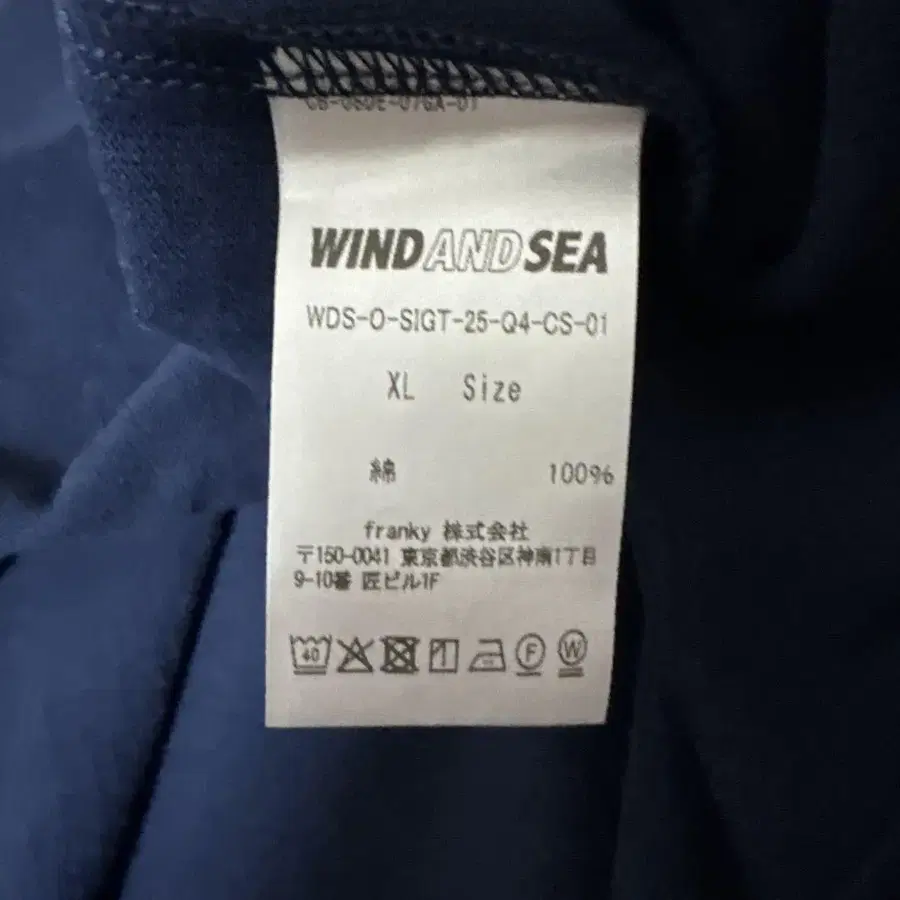 WINDANDSEA
WDS-O-SIGT-25-Q4-CS-01
XL Size
綿 100%
franky 株式会社
〒150-0041 東京都渋谷区神南1丁目
9-10番 匠ビル1F
40
F W